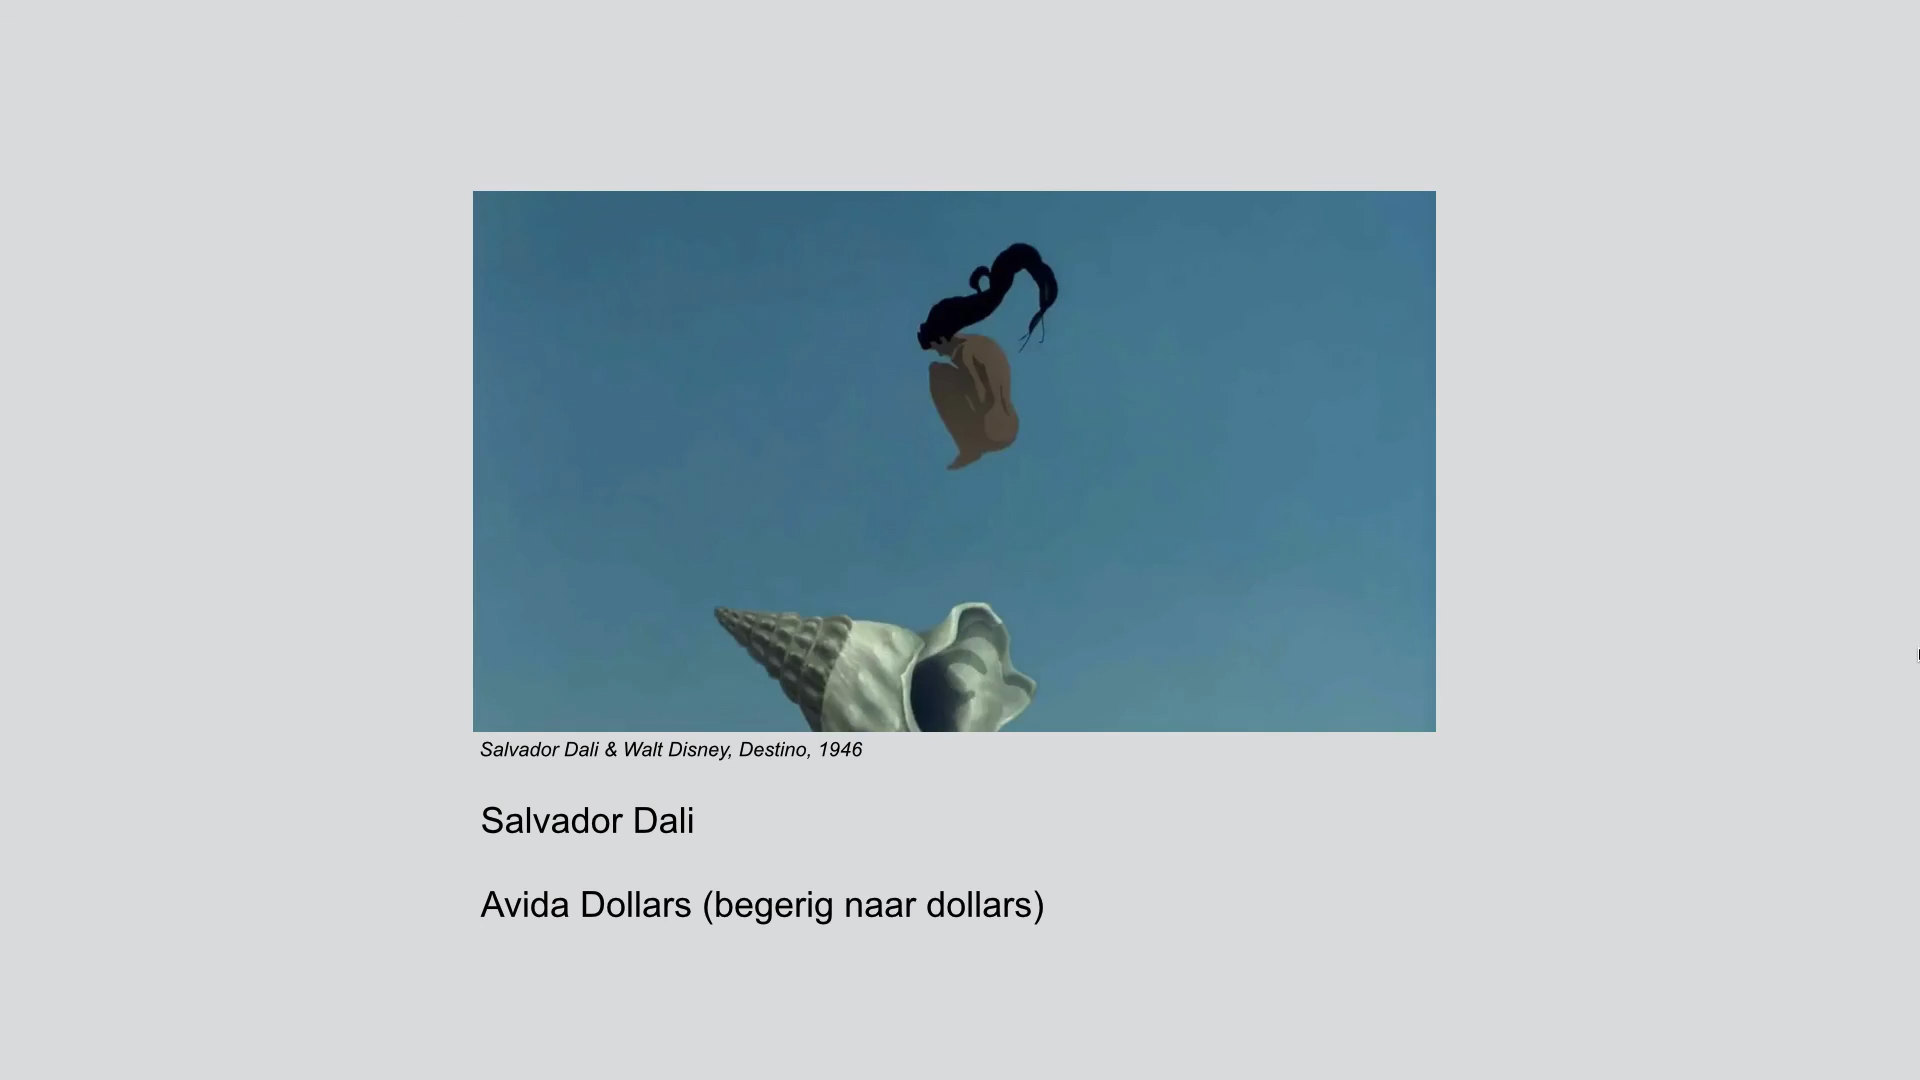 Salvador Dali & Walt Disney, Destino, 1946
Salvador Dali
Avida Dollars (begerig naar dollars)